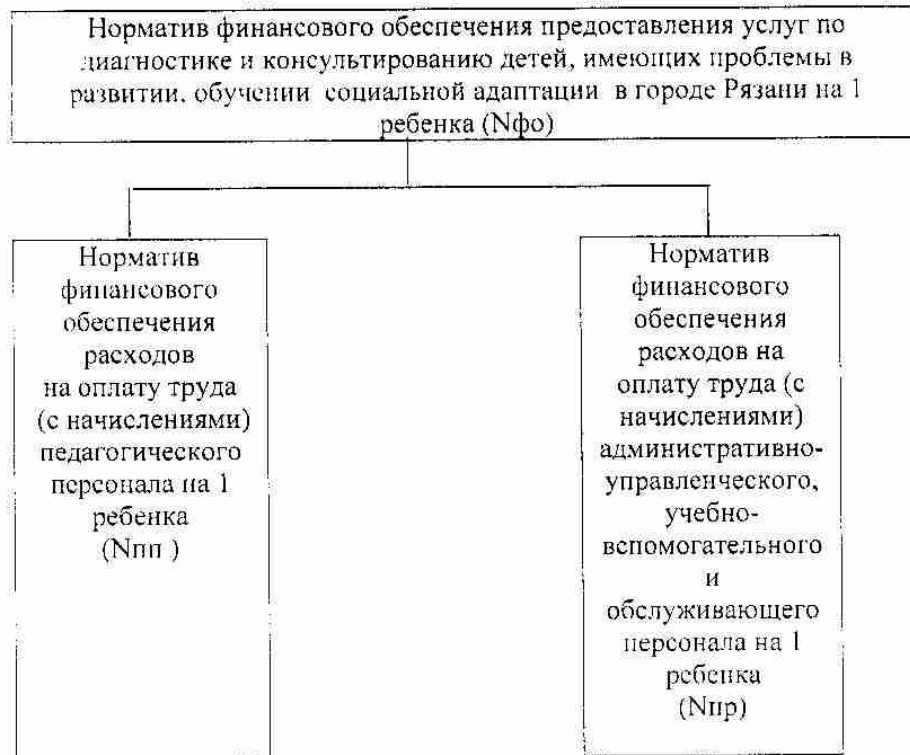 Норматив финансового обеспечения предоставления услуг по
диагностике и консультированию детей, имеющих проблемы в
развитии, обучении социальной адаптации в городе Рязани на 1
ребенка (Nфо)
Норматив
финансового
обеспечения
расходов
на оплату труда
(с начислениями)
педагогического
персонала на 1
ребенка
(Nпп )
Норматив
финансового
обеспечения
расходов на
оплату труда (с
начислениями)
административно-
управленческого,
учебно-
вспомогательного
и
обслуживающего
персонала на 1
ребенка
(Nпр)